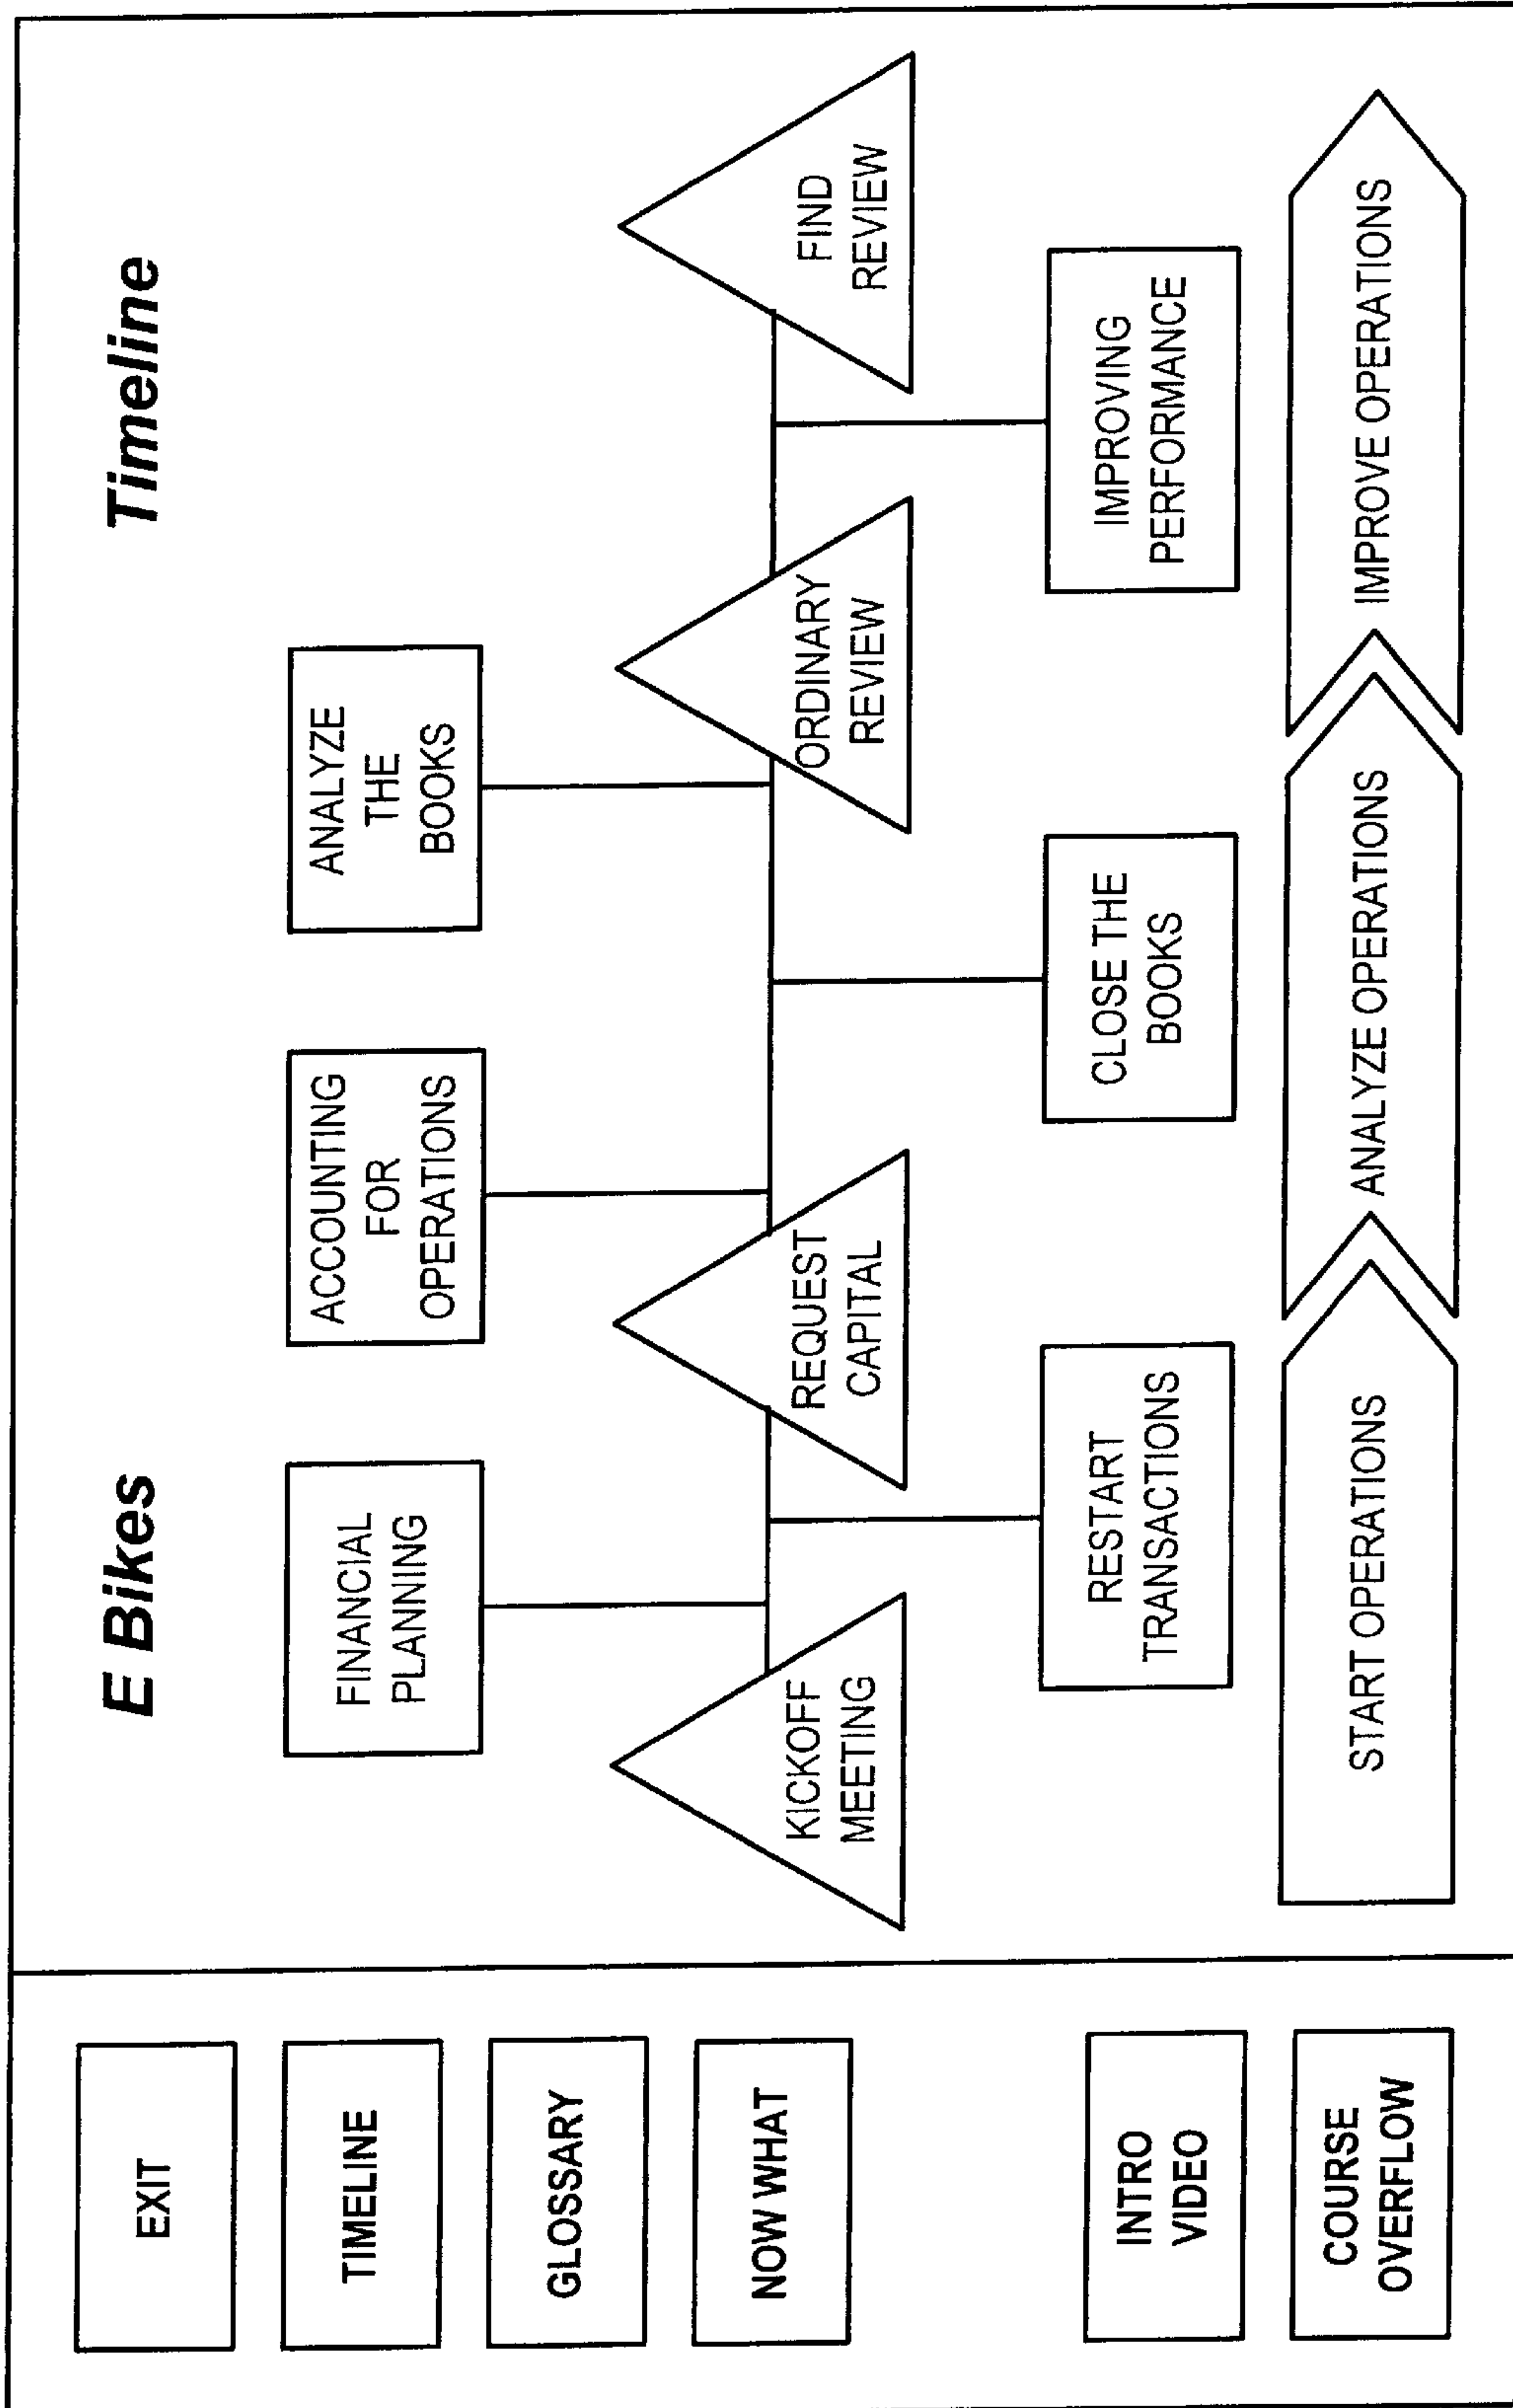 E Bikes
Timeline
EXIT
TIMELINE
GLOSSARY
NOW WHAT
INTRO
VIDEO
COURSE
OVERFLOW
FINANCIAL
PLANNING
ACCOUNTING
FOR
OPERATIONS
ANALYZE
THE
BOOKS
KICKOFF
MEETING
REQUEST
CAPITAL
ORDINARY
REVIEW
FIND
REVIEW
RESTART
TRANSACTIONS
CLOSE THE
BOOKS
IMPROVING
PERFORMANCE
START OPERATIONS
ANALYZE OPERATIONS
IMPROVE OPERATIONS